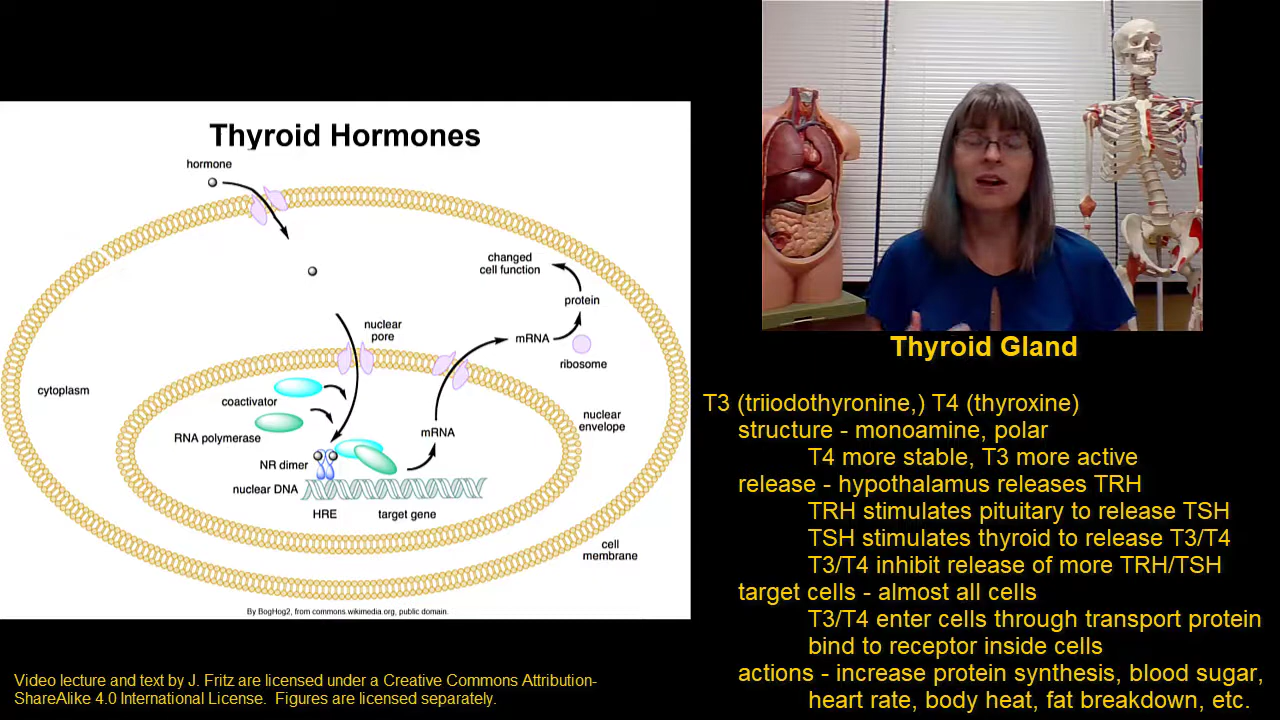 Thyroid Hormones
hormone
changed
cell function
protein
nuclear
pore
mRNA
ribosome
cytoplasm
coactivator
RNA polymerase
mRNA
nuclear
envelope
NR dimer
nuclear DNA
HRE
target gene
cell
membrane
By BogHog2, from commons.wikimedia.org, public domain.
Video lecture and text by J. Fritz are licensed under a Creative Commons Attribution-
ShareAlike 4.0 International License.  Figures are licensed separately.
Thyroid Gland
T3 (triiodothyronine,) T4 (thyroxine)
structure - monoamine, polar
T4 more stable, T3 more active
release - hypothalamus releases TRH
TRH stimulates pituitary to release TSH
TSH stimulates thyroid to release T3/T4
T3/T4 inhibit release of more TRH/TSH
target cells - almost all cells
T3/T4 enter cells through transport protein
bind to receptor inside cells
actions - increase protein synthesis, blood sugar,
heart rate, body heat, fat breakdown, etc.